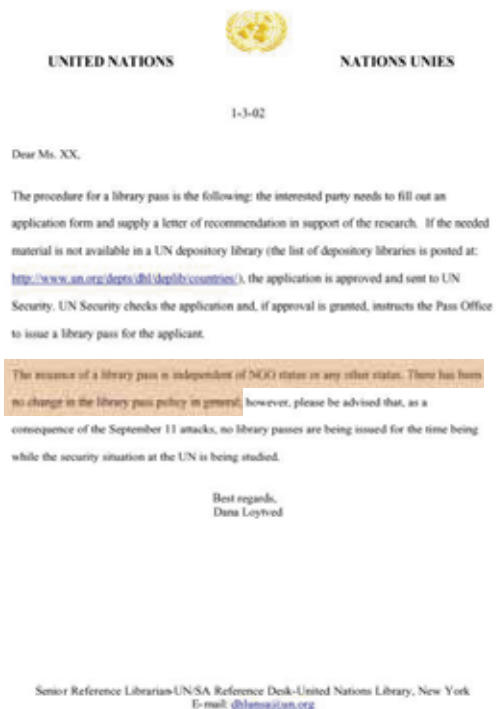 UNITED NATIONS NATIONS UNIES
1-3-02
Dear Ms. XX,
The procedure for a library pass is the following: the interested party needs to fill out an
application form and supply a letter of recommendation in support of the research. If the needed
material is not available in a UN depository library (the list of depository libraries is posted at:
http://www.un.org/depts/dhl/deplib/countries/), the application is approved and sent to UN
Security. UN Security checks the application and, if approval is granted, instructs the Pass Office
to issue a library pass for the applicant.
The issuance of a library pass is independent of NGO status or any other status. There has been
no change in the library pass policy in general; however, please be advised that, as a
consequence of the September 11 attacks, no library passes are being issued for the time being
while the security situation at the UN is being studied.
Best regards,
Dana Loytved
Senior Reference Librarian-UN/SA Reference Desk-United Nations Library, New York
E-mail: dhlunsa@un.org